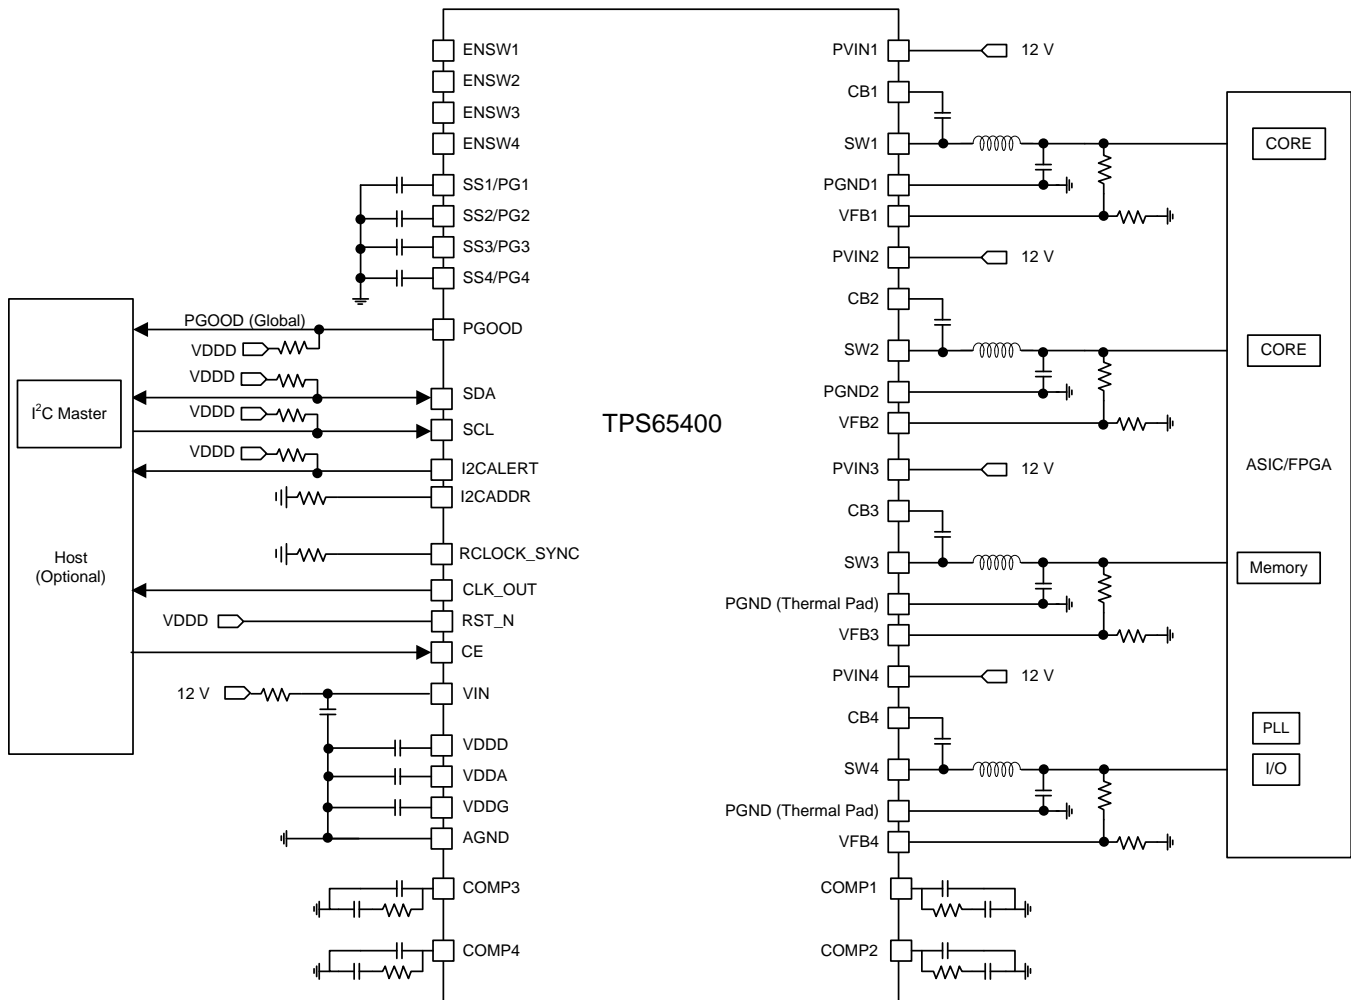 ENSW1
ENSW2
ENSW3
ENSW4
SS1/PG1
SS2/PG2
SS3/PG3
SS4/PG4
PGOOD (Global)
PGOOD
VDDD
VDDD
SDA
I²C Master
VDDD
SCL
VDDD
I2CALERT
I2CADDR
Host
(Optional)
RCLOCK_SYNC
CLK_OUT
VDDD
RST_N
CE
12 V
VIN
VDDD
VDDA
VDDG
AGND
COMP3
COMP4
TPS65400
PVIN1
12 V
CB1
SW1
PGND1
VFB1
PVIN2
12 V
CB2
SW2
PGND2
VFB2
PVIN3
12 V
CB3
SW3
PGND (Thermal Pad)
VFB3
PVIN4
12 V
CB4
SW4
PGND (Thermal Pad)
VFB4
COMP1
COMP2
CORE
CORE
ASIC/FPGA
Memory
PLL
I/O